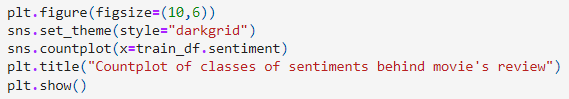 plt.figure(figsize=(10,6))
sns.set_theme(style="darkgrid")
sns.countplot(x=train_df.sentiment)
plt.title("Countplot of classes of sentiments behind movie's review")
plt.show()